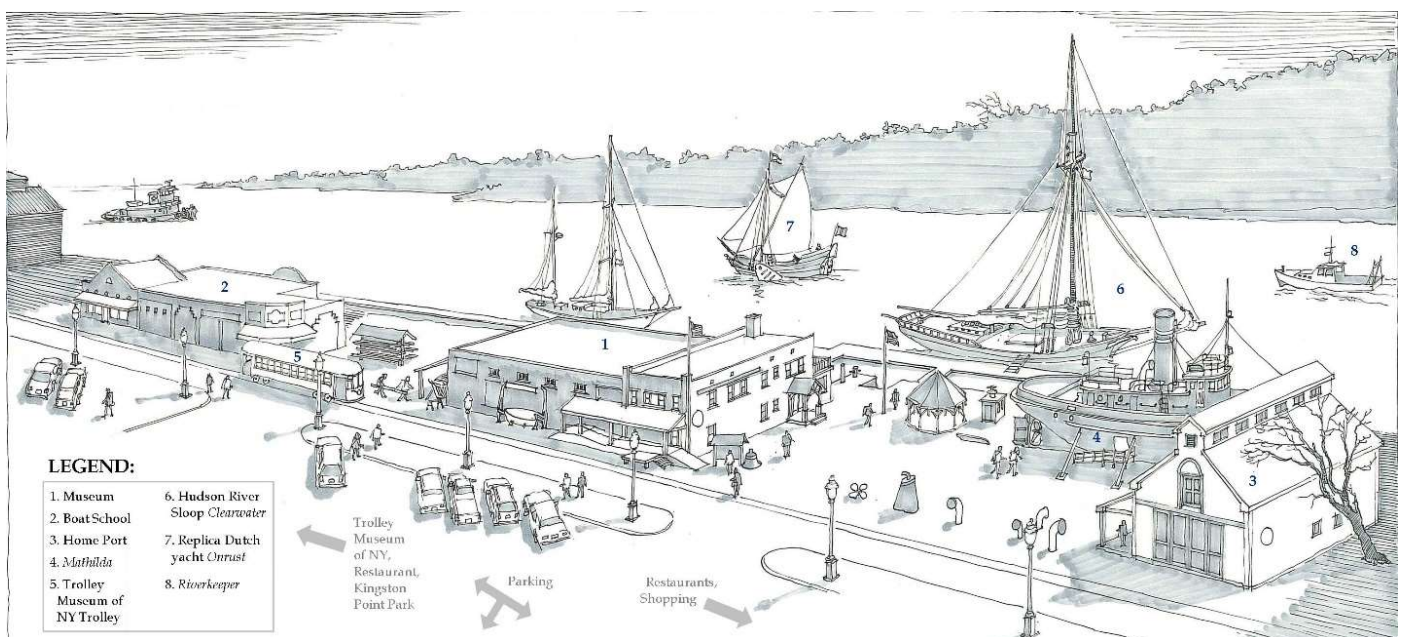 7
8
2
6
1
5
4
3
LEGEND:
1. Museum
2. Boat School
3. Home Port
4. Mathilda
5. Trolley
Museum of
NY Trolley
6. Hudson River
Sloop Clearwater
7. Replica Dutch
yacht Onrust
8. Riverkeeper
Trolley
Museum
of NY,
Restaurant,
Kingston
Point Park
Parking
Restaurants,
Shopping